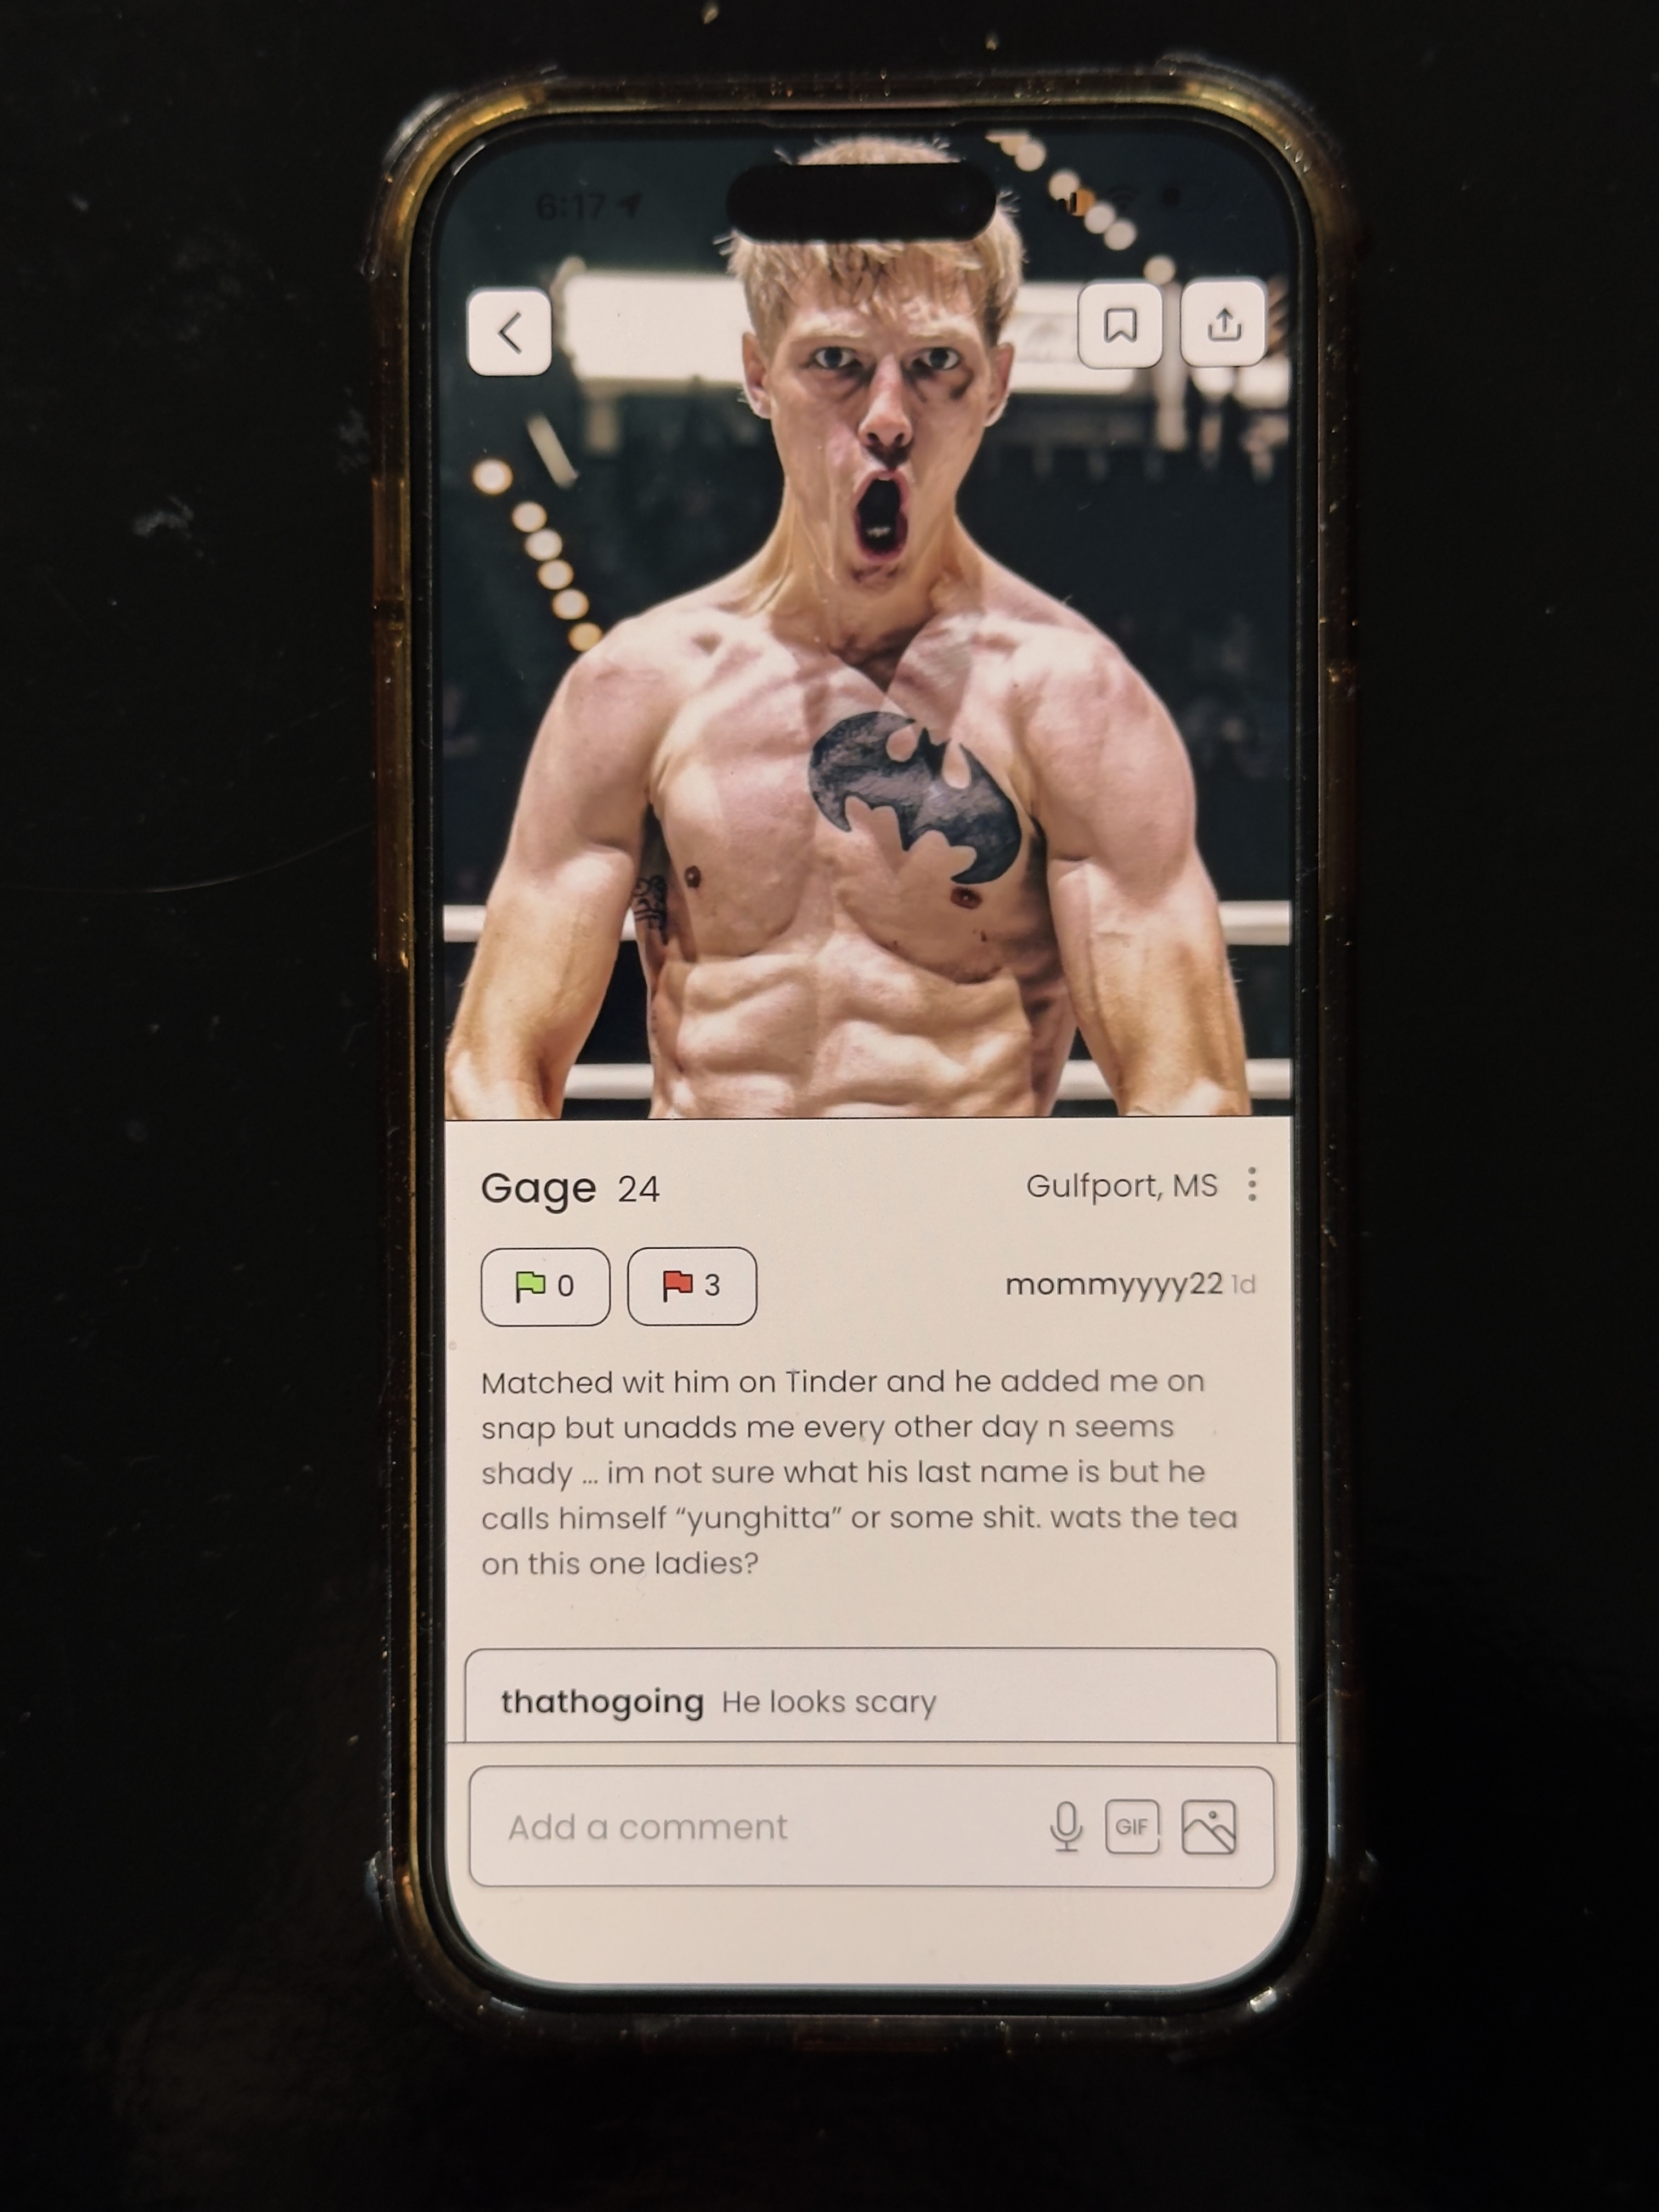 6:17
Gage 24
Gulfport, MS
0
3
mommyyyy22 1d
Matched wit him on Tinder and he added me on
snap but unadds me every other day n seems
shady ... im not sure what his last name is but he
calls himself “yunghitta” or some shit. wats the tea
on this one ladies?
thathogoing He looks scary
Add a comment
GIF